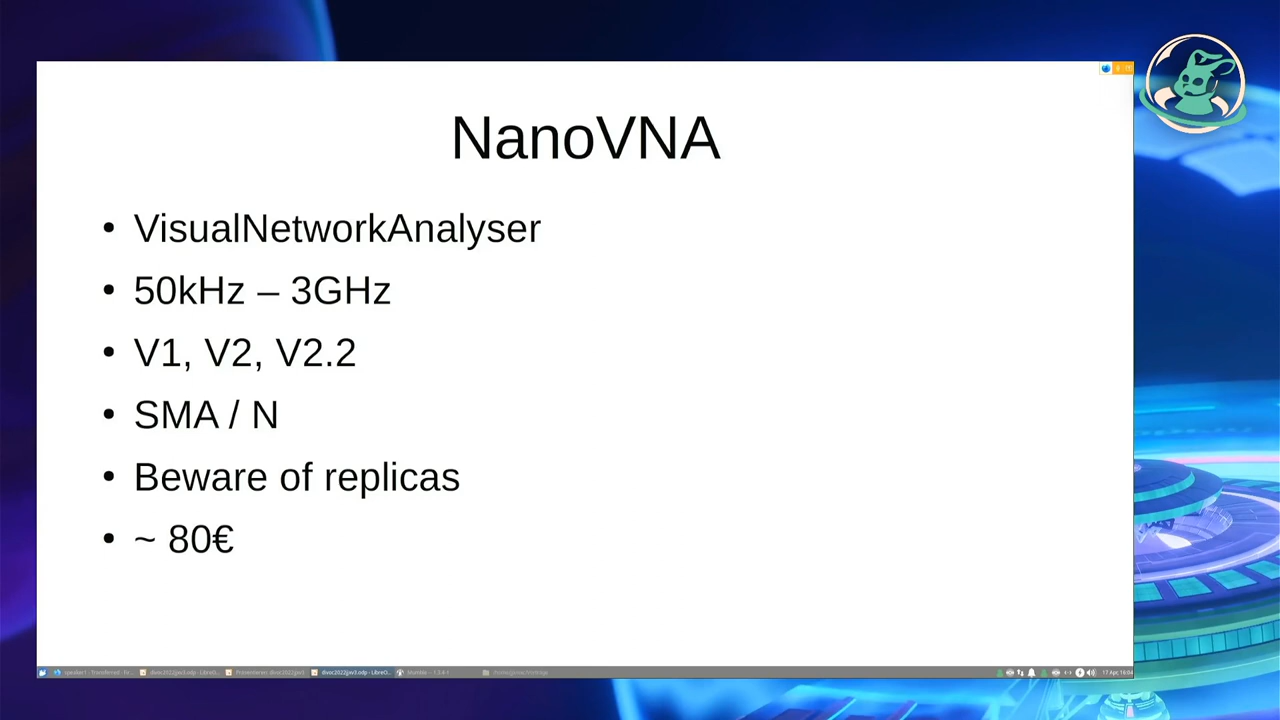 NanoVNA
• VisualNetworkAnalyser
• 50kHz – 3GHz
• V1, V2, V2.2
• SMA / N
• Beware of replicas
• ~ 80€